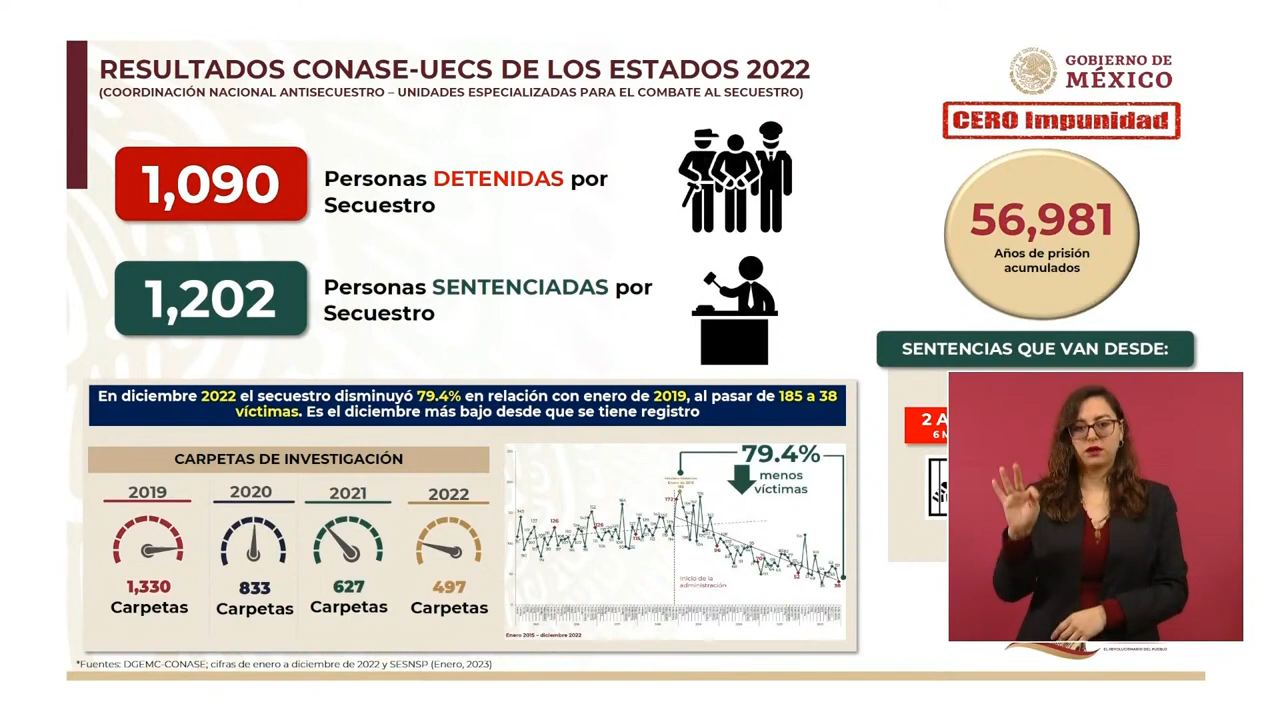 RESULTADOS CONASE-UECS DE LOS ESTADOS 2022
(COORDINACIÓN NACIONAL ANTISECUESTRO – UNIDADES ESPECIALIZADAS PARA EL COMBATE AL SECUESTRO)
GOBIERNO DE
MÉXICO
CERO Impunidad
1,090
Personas DETENIDAS por
Secuestro
1,202
Personas SENTENCIADAS por
Secuestro
56,981
Años de prisión
acumulados
SENTENCIAS QUE VAN DESDE:
2 A
6 M
En diciembre 2022 el secuestro disminuyó 79.4% en relación con enero de 2019, al pasar de 185 a 38
víctimas. Es el diciembre más bajo desde que se tiene registro
CARPETAS DE INVESTIGACIÓN
2019
2020
2021
2022
1,330
Carpetas
833
Carpetas
627
Carpetas
497
Carpetas
79.4%
menos
víctimas
Inicio de la
administración
Enero 2015 – diciembre 2022
*Fuentes: DGEMC-CONASE; cifras de enero a diciembre de 2022 y SESNSP (Enero, 2023)
EL REVOLUCIONARIO DEL PUEBLO